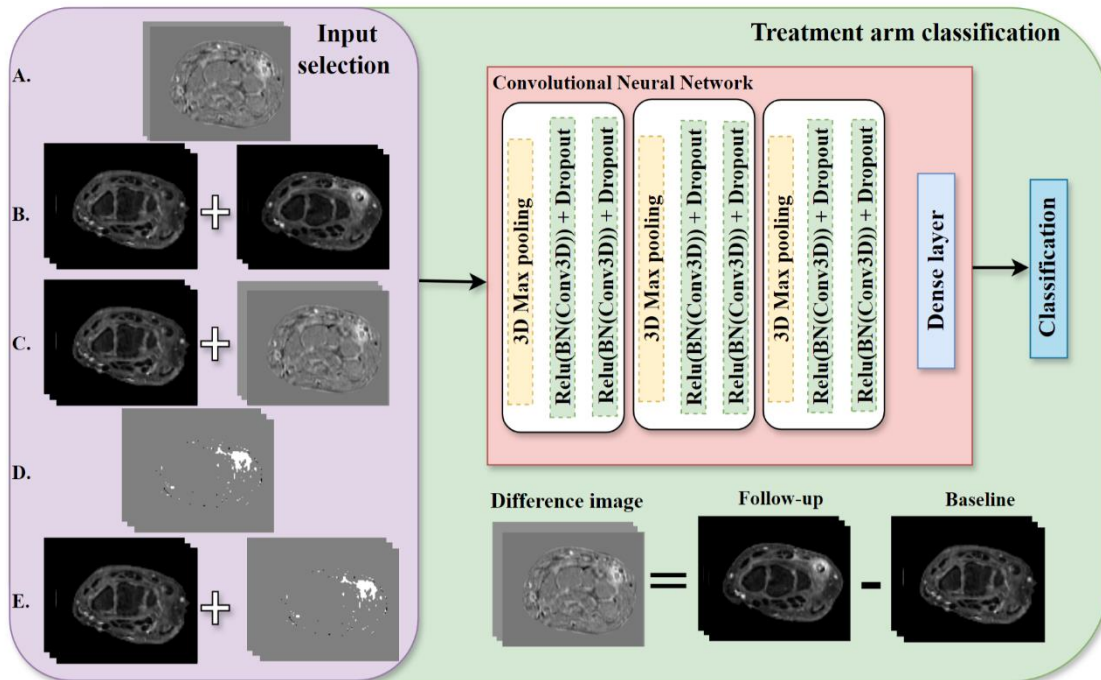 Input
selection
A.
B.
C.
D.
E.
Treatment arm classification
Convolutional Neural Network
3D Max pooling
Relu(BN(Conv3D)) + Dropout
Relu(BN(Conv3D)) + Dropout
3D Max pooling
Relu(BN(Conv3D)) + Dropout
Relu(BN(Conv3D)) + Dropout
3D Max pooling
Relu(BN(Conv3D)) + Dropout
Relu(BN(Conv3D)) + Dropout
Dense layer
Classification
Difference image
Follow-up
Baseline